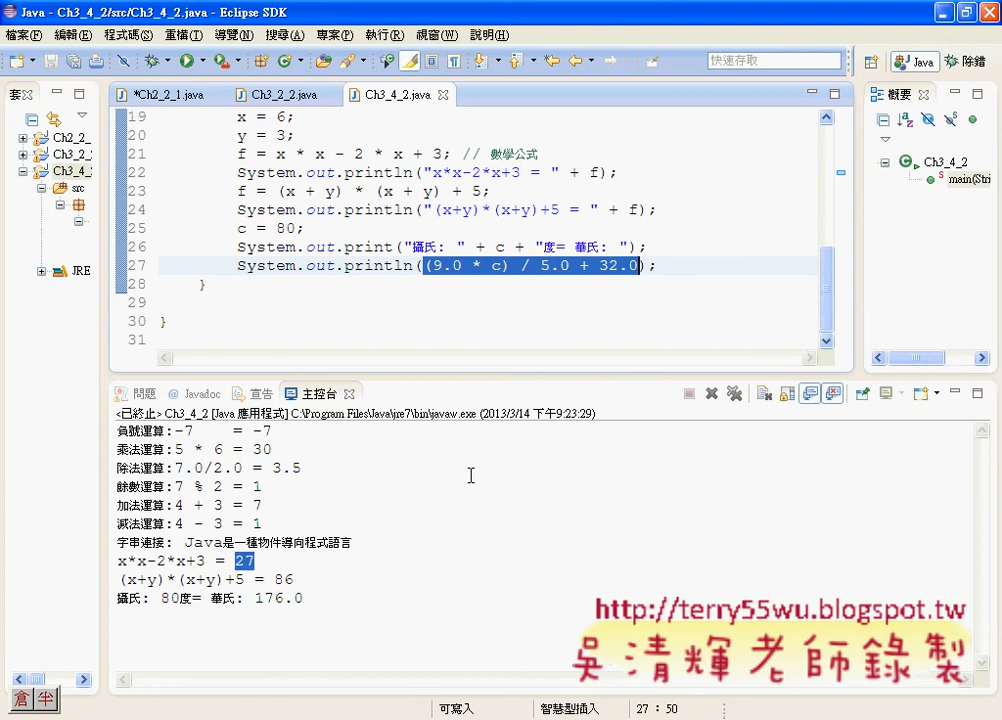 Java - Ch3_4_2/src/Ch3_4_2.java - Eclipse SDK
檔案(F) 編輯(E) 程式碼(S) 重構(T) 導覽(N) 搜尋(A) 專案(P) 執行(R) 視窗(W) 說明(H)
快速存取 Java 除錯
套 *Ch2_2_1.java Ch3_2_2.java Ch3_4_2.java 概要
Ch2_2_
Ch3_2_
Ch3_4_
src
JRE
19 x = 6;
20 y = 3;
21 f = x * x - 2 * x + 3; // 數學公式
22 System.out.println("x*x-2*x+3 = " + f);
23 f = (x + y) * (x + y) + 5;
24 System.out.println("(x+y)*(x+y)+5 = " + f);
25 c = 80;
26 System.out.print("攝氏: " + c + "度= 華氏: ");
27 System.out.println((9.0 * c) / 5.0 + 32.0);
28 }
29
30 }
31
Ch3_4_2
main(Stri
問題 @ Javadoc 宣告 主控台
<已終止> Ch3_4_2 [Java 應用程式] C:\Program Files\Java\jre7\bin\javaw.exe (2013/3/14 下午9:23:29)
負號運算:-7 = -7
乘法運算:5 * 6 = 30
除法運算:7.0/2.0 = 3.5
餘數運算:7 % 2 = 1
加法運算:4 + 3 = 7
減法運算:4 - 3 = 1
字串連接: Java是一種物件導向程式語言
x*x-2*x+3 = 27
(x+y)*(x+y)+5 = 86
攝氏: 80度= 華氏: 176.0
http://terry55wu.blogspot.tw
吳清輝老師錄製
倉 半
可寫入 智慧型插入 27 : 50